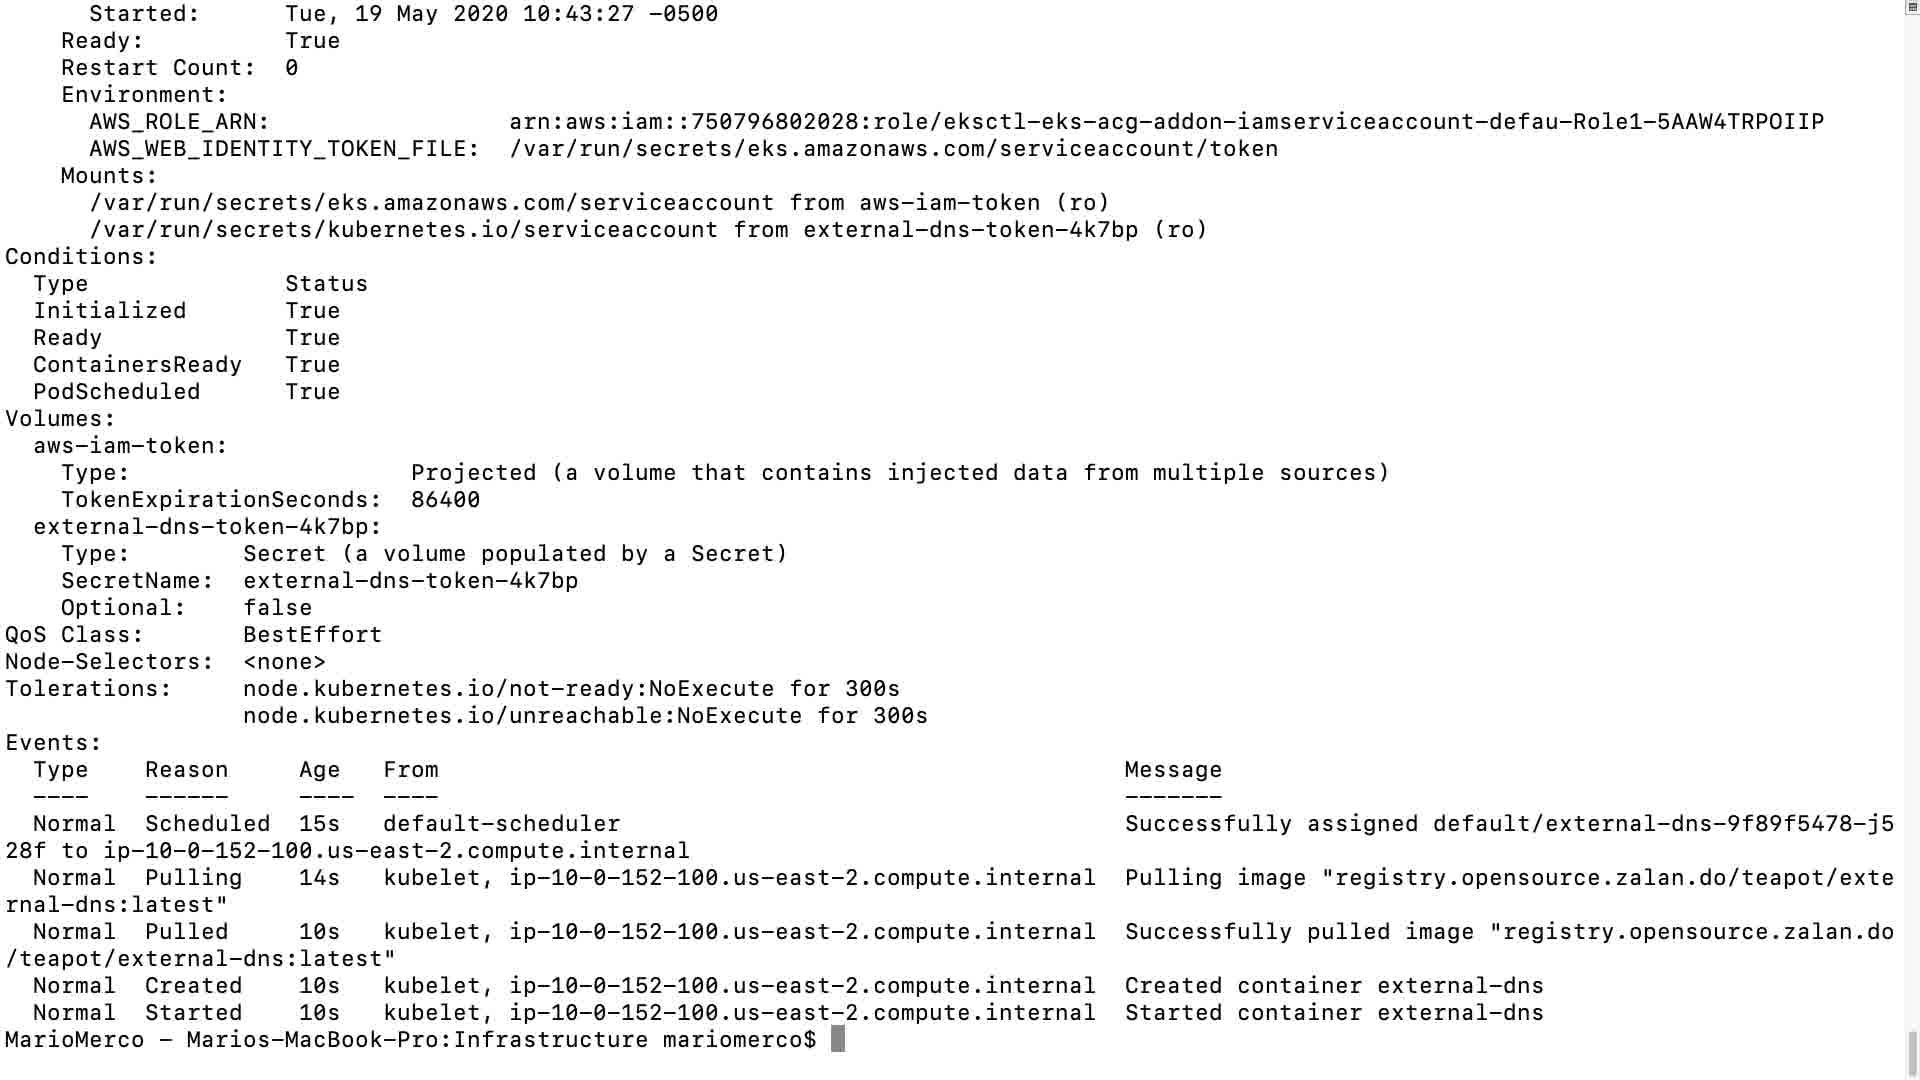 Started:      Tue, 19 May 2020 10:43:27 -0500
    Ready:          True
    Restart Count:  0
    Environment:
      AWS_ROLE_ARN:                 arn:aws:iam::750796802028:role/eksctl-eks-acg-addon-iamserviceaccount-defau-Role1-5AAW4TRPOIIP
      AWS_WEB_IDENTITY_TOKEN_FILE:  /var/run/secrets/eks.amazonaws.com/serviceaccount/token
    Mounts:
      /var/run/secrets/eks.amazonaws.com/serviceaccount from aws-iam-token (ro)
      /var/run/secrets/kubernetes.io/serviceaccount from external-dns-token-4k7bp (ro)
Conditions:
  Type              Status
  Initialized       True
  Ready             True
  ContainersReady   True
  PodScheduled      True
Volumes:
  aws-iam-token:
    Type:                    Projected (a volume that contains injected data from multiple sources)
    TokenExpirationSeconds:  86400
  external-dns-token-4k7bp:
    Type:        Secret (a volume populated by a Secret)
    SecretName:  external-dns-token-4k7bp
    Optional:    false
QoS Class:       BestEffort
Node-Selectors:  <none>
Tolerations:     node.kubernetes.io/not-ready:NoExecute for 300s
                 node.kubernetes.io/unreachable:NoExecute for 300s
Events:
  Type    Reason     Age   From                                                 Message
  ----    ------     ----  ----                                                 -------
  Normal  Scheduled  15s   default-scheduler                                    Successfully assigned default/external-dns-9f89f5478-j5
28f to ip-10-0-152-100.us-east-2.compute.internal
  Normal  Pulling    14s   kubelet, ip-10-0-152-100.us-east-2.compute.internal  Pulling image "registry.opensource.zalan.do/teapot/exte
rnal-dns:latest"
  Normal  Pulled     10s   kubelet, ip-10-0-152-100.us-east-2.compute.internal  Successfully pulled image "registry.opensource.zalan.do
/teapot/external-dns:latest"
  Normal  Created    10s   kubelet, ip-10-0-152-100.us-east-2.compute.internal  Created container external-dns
  Normal  Started    10s   kubelet, ip-10-0-152-100.us-east-2.compute.internal  Started container external-dns
MarioMerco - Marios-MacBook-Pro:Infrastructure mariomerco$